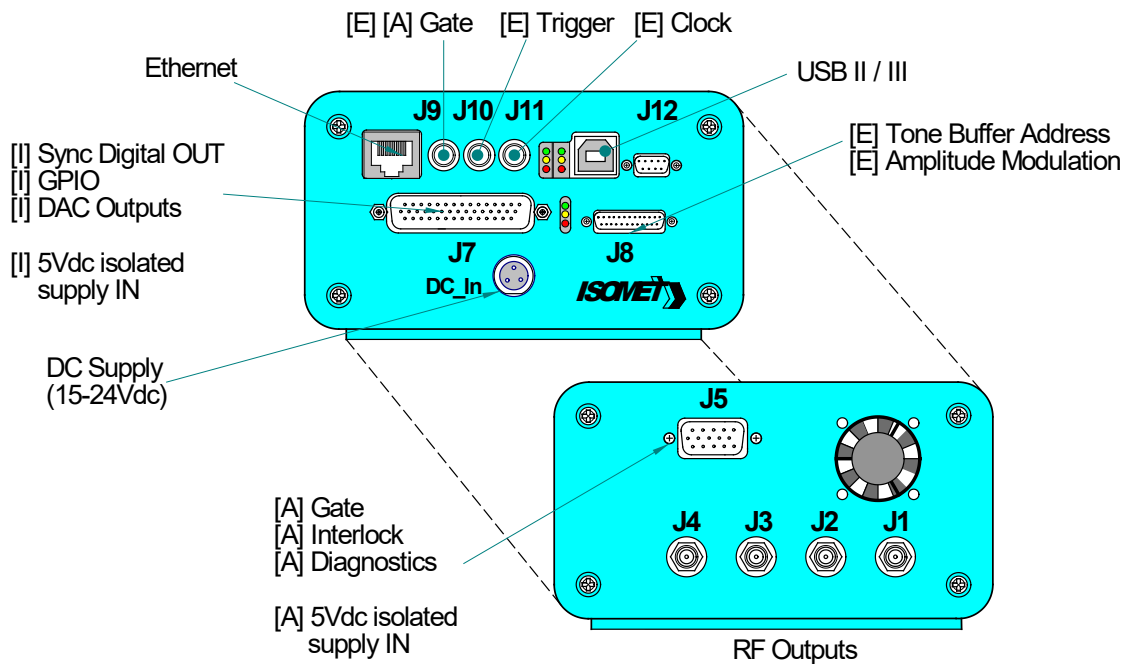 [E] [A] Gate
[E] Trigger
[E] Clock
Ethernet
USB II / III
J9
J10
J11
J12
[I] Sync Digital OUT
[I] GPIO
[I] DAC Outputs
[E] Tone Buffer Address
[E] Amplitude Modulation
[I] 5Vdc isolated
supply IN
J7
J8
DC_In
ISOMET
DC Supply
(15-24Vdc)
J5
[A] Gate
[A] Interlock
[A] Diagnostics
J4
J3
J2
J1
[A] 5Vdc isolated
supply IN
RF Outputs